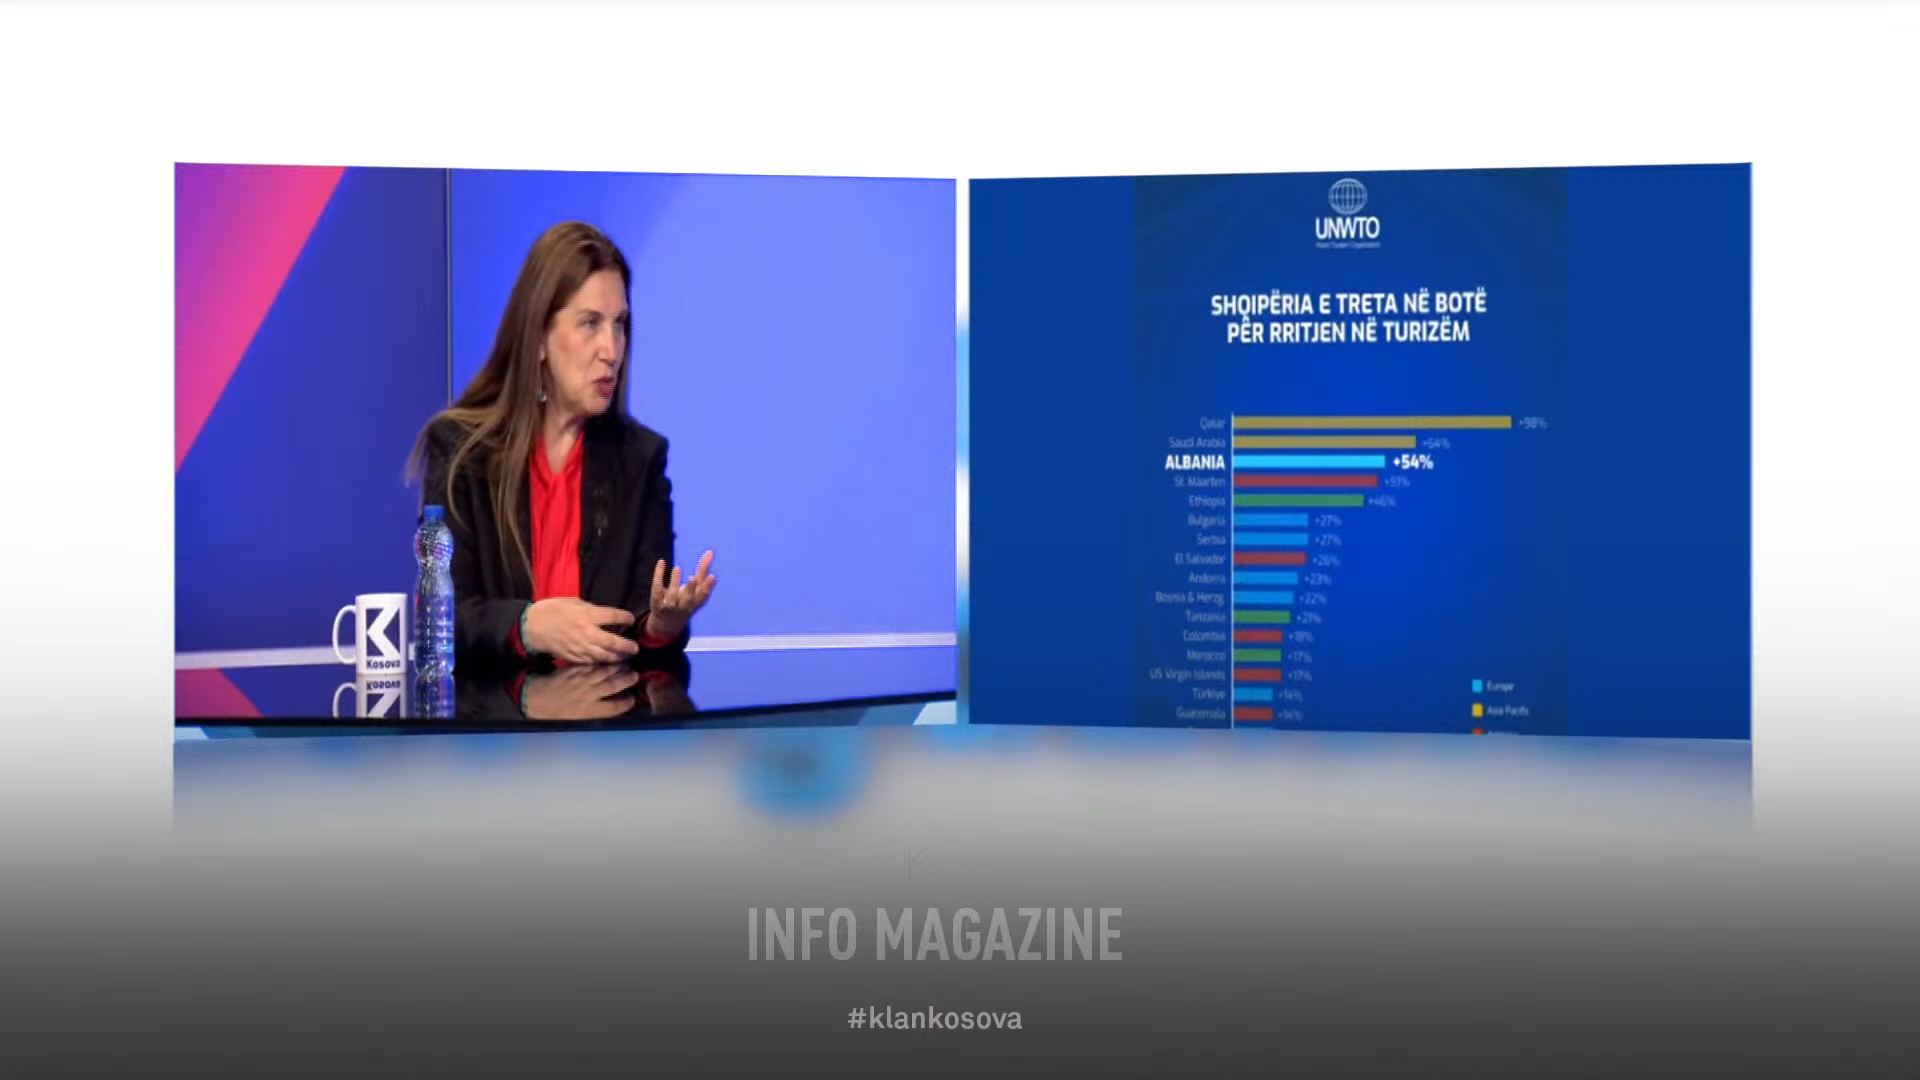 Kosova
UNWTO
SHQIPËRIA E TRETA NË BOTË
PËR RRITJEN NË TURIZËM
Qatar +98%
Saudi Arabia +64%
ALBANIA +54%
St. Maarten +51%
Ethiopia +46%
Bulgaria +27%
Serbia +27%
El Salvador +26%
Andorra +23%
Bosnia & Herzg. +22%
Tanzania +21%
Colombia +18%
Morocco +17%
US Virgin Islands +17%
Türkiye +14%
Guatemala +14%
Europe
Asia Pacific
INFO MAGAZINE
#klankosova